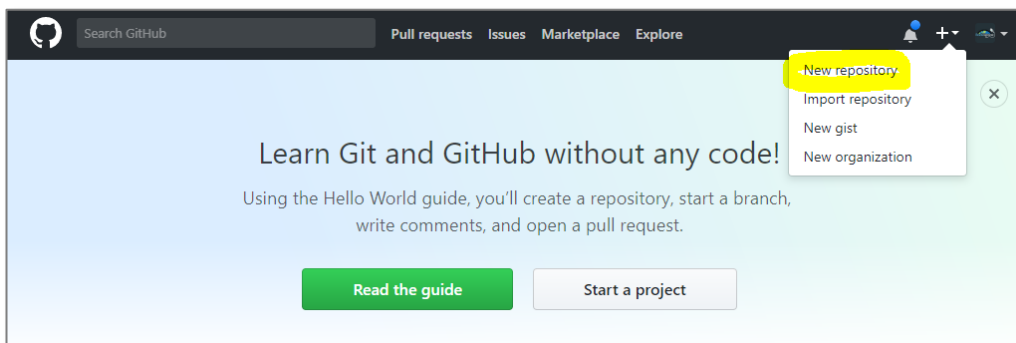 Search GitHub
Pull requests Issues Marketplace Explore
New repository
Import repository
New gist
New organization
Learn Git and GitHub without any code!
Using the Hello World guide, you'll create a repository, start a branch,
write comments, and open a pull request.
Read the guide
Start a project